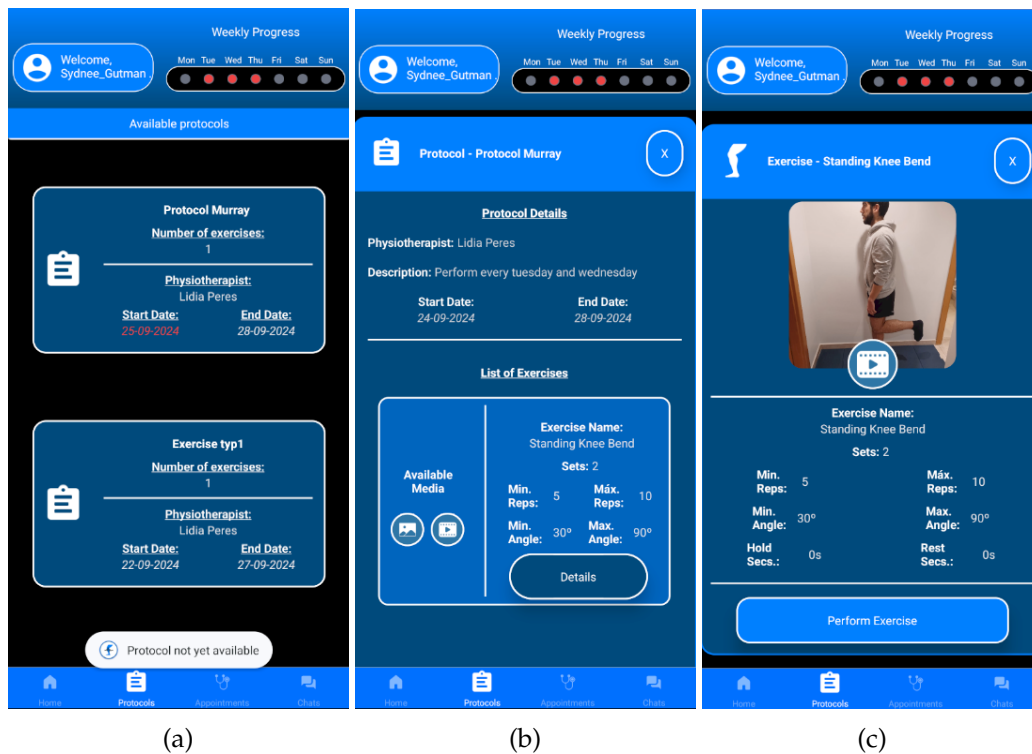 Weekly Progress
Welcome,
Sydnee_Gutman .
Mon Tue Wed Thu Fri Sat Sun
Available protocols
Protocol Murray
Number of exercises:
1
Physiotherapist:
Lidia Peres
Start Date: End Date:
25-09-2024 28-09-2024
Exercise typ1
Number of exercises:
1
Physiotherapist:
Lidia Peres
Start Date: End Date:
22-09-2024 27-09-2024
Protocol not yet available
Home Protocols Appointments Chats
(a)
Weekly Progress
Welcome,
Sydnee_Gutman .
Mon Tue Wed Thu Fri Sat Sun
Protocol - Protocol Murray X
Protocol Details
Physiotherapist: Lidia Peres
Description: Perform every tuesday and wednesday
Start Date: End Date:
24-09-2024 28-09-2024
List of Exercises
Available
Media
Exercise Name:
Standing Knee Bend
Sets: 2
Min. Reps: 5 Máx. Reps: 10
Min. Angle: 30º Max. Angle: 90º
Details
Home Protocols Appointments Chats
(b)
Weekly Progress
Welcome,
Sydnee_Gutman .
Mon Tue Wed Thu Fri Sat Sun
Exercise - Standing Knee Bend X
Exercise Name:
Standing Knee Bend
Sets: 2
Min. Reps: 5 Máx. Reps: 10
Min. Angle: 30º Max. Angle: 90º
Hold Secs.: 0s Rest Secs.: 0s
Perform Exercise
Home Protocols Appointments Chats
(c)